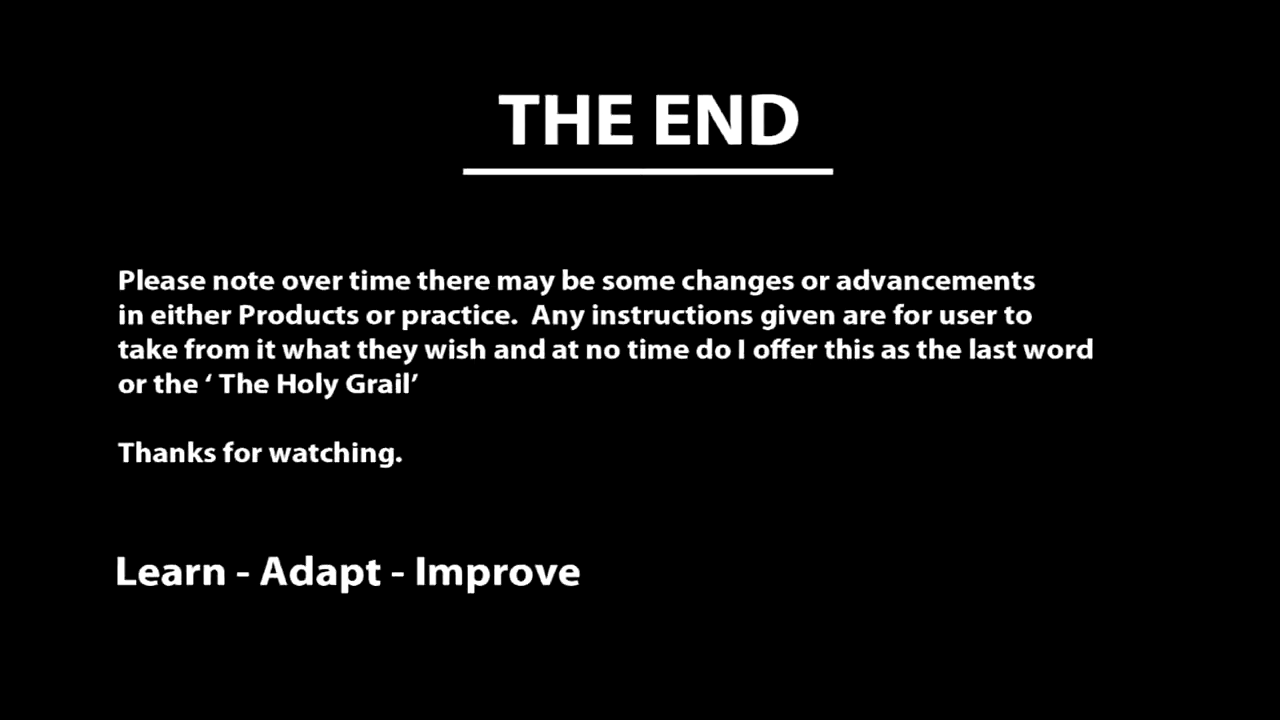 THE END
Please note over time there may be some changes or advancements
in either Products or practice.  Any instructions given are for user to
take from it what they wish and at no time do I offer this as the last word
or the ‘ The Holy Grail’
Thanks for watching.
Learn - Adapt - Improve